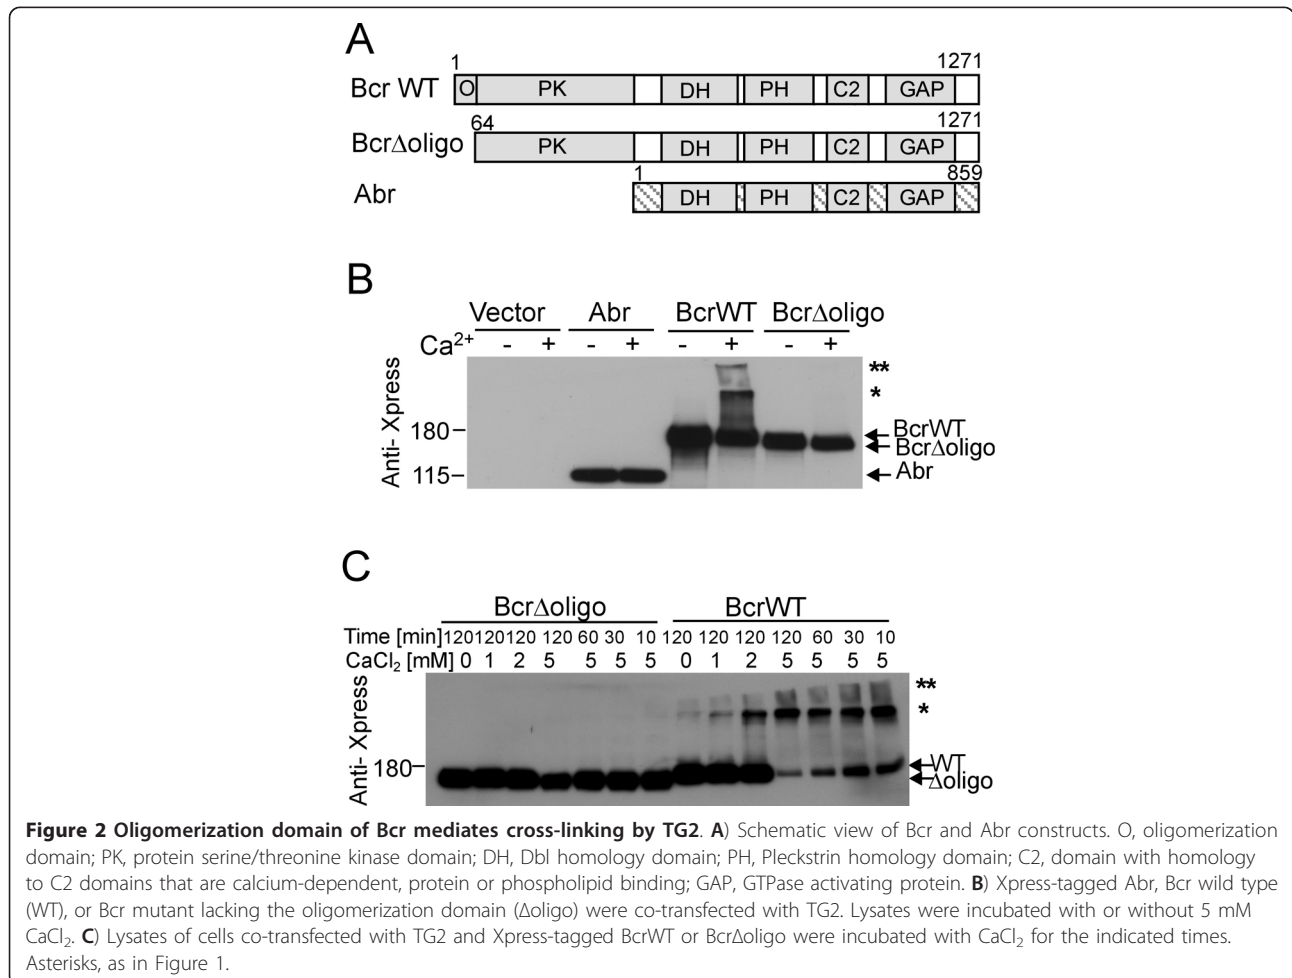 A
1 1271
Bcr WT O PK DH PH C2 GAP
64 1271
BcrΔoligo PK DH PH C2 GAP
1 859
Abr DH PH C2 GAP
B
Vector Abr BcrWT BcrΔoligo
Ca2+ - + - + - + - +
**
*
Anti- Xpress
180
BcrWT
BcrΔoligo
115
Abr
C
BcrΔoligo BcrWT
Time [min] 120 120 120 120 60 30 10 120 120 120 120 60 30 10
CaCl2 [mM] 0 1 2 5 5 5 5 0 1 2 5 5 5 5
**
*
Anti- Xpress
180
WT
Δoligo
Figure 2 Oligomerization domain of Bcr mediates cross-linking by TG2. A) Schematic view of Bcr and Abr constructs. O, oligomerization
domain; PK, protein serine/threonine kinase domain; DH, Dbl homology domain; PH, Pleckstrin homology domain; C2, domain with homology
to C2 domains that are calcium-dependent, protein or phospholipid binding; GAP, GTPase activating protein. B) Xpress-tagged Abr, Bcr wild type
(WT), or Bcr mutant lacking the oligomerization domain (Δoligo) were co-transfected with TG2. Lysates were incubated with or without 5 mM
CaCl2. C) Lysates of cells co-transfected with TG2 and Xpress-tagged BcrWT or BcrΔoligo were incubated with CaCl2 for the indicated times.
Asterisks, as in Figure 1.